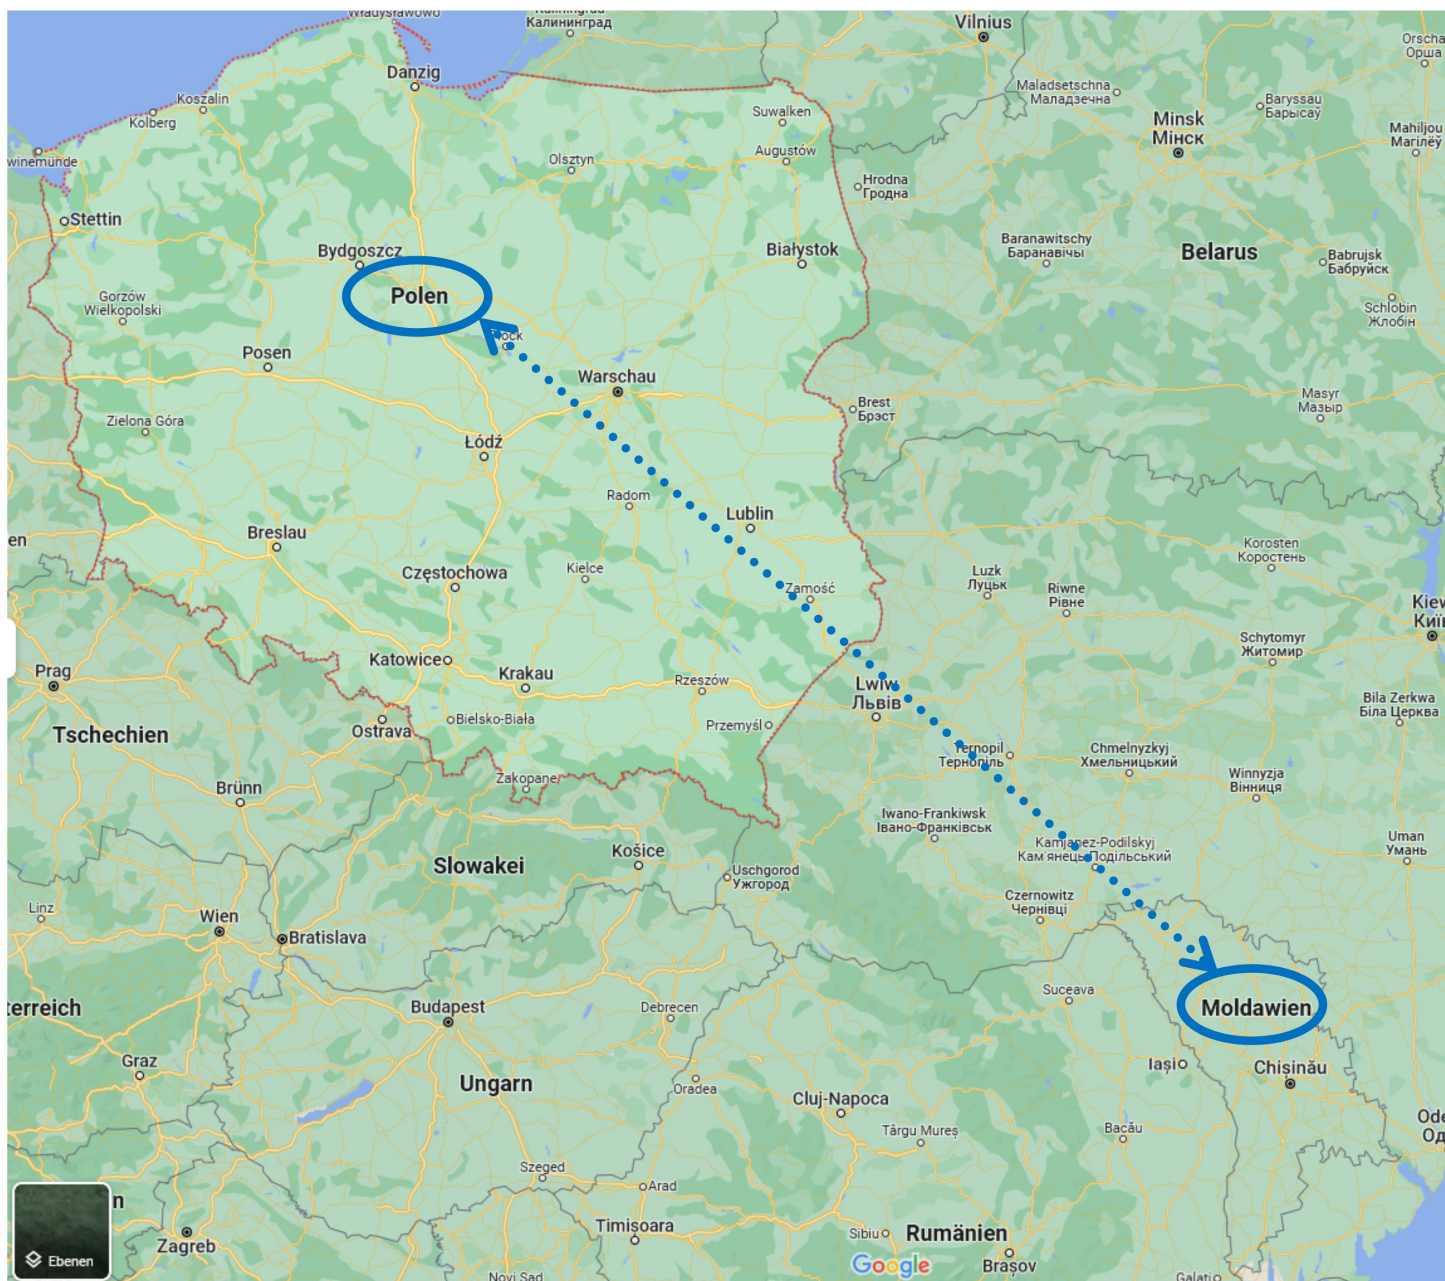 Władysławowo
Калининград
Vilnius
Orscha
Орша
Danzig
Koszalin
Kolberg
Suwalken
Maladsetschna
Маладзечна
Baryssau
Барысаў
Minsk
Мінск
Mahiljou
Магілёў
winemünde
Olsztyn
Augustów
Hrodna
Гродна
Stettin
Bydgoszcz
Białystok
Baranawitschy
Баранавічы
Belarus
Babrujsk
Бабруйск
Gorzów
Wielkopolski
Polen
Schlobin
Жлобін
Posen
Warschau
Brest
Брэст
Masyr
Мазыр
Zielona Góra
Łódź
Radom
Lublin
Breslau
en
Kielce
Częstochowa
Zamość
Luzk
Луцьк
Riwne
Рівне
Korosten
Коростень
Kiew
Київ
Schytomyr
Житомир
Prag
Katowice
Krakau
Rzeszów
Lwiw
Львів
Bila Zerkwa
Біла Церква
Tschechien
Ostrava
Bielsko-Biała
Przemyśl
Ternopil
Тернопіль
Chmelnyzkyj
Хмельницький
Winnyzja
Вінниця
Zakopane
Brünn
Iwano-Frankiwsk
Івано-Франківськ
Uman
Умань
Kamjanez-Podilskyj
Кам'янець-Подільський
Slowakei
Košice
Uschgorod
Ужгород
Czernowitz
Чернівці
Linz
Wien
Bratislava
terreich
Budapest
Debrecen
Suceava
Moldawien
Graz
Iași
Chișinău
Ungarn
Oradea
Cluj-Napoca
Târgu Mureș
Bacău
Ode
Од
Szeged
Arad
n
Timișoara
Sibiu
Rumänien
Zagreb
Ebenen
Google
Brașov
Novi Sad
Galați